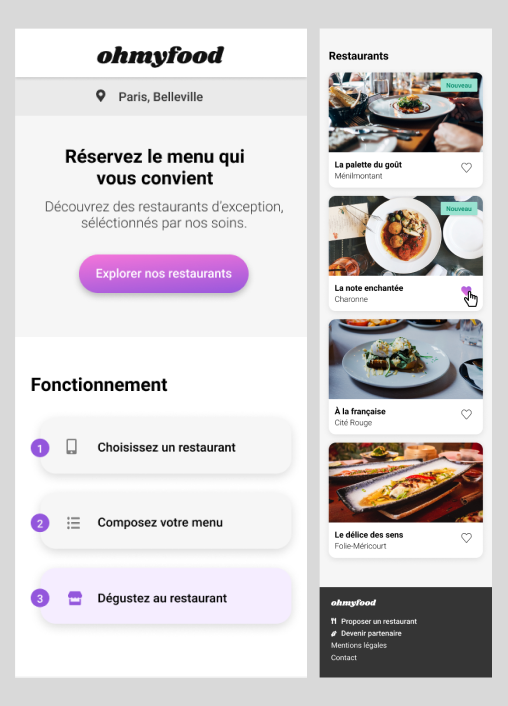 ohmyfood
Paris, Belleville
Réservez le menu qui
vous convient
Découvrez des restaurants d'exception,
séléctionnés par nos soins.
Explorer nos restaurants
Fonctionnement
1 Choisissez un restaurant
2 Composez votre menu
3 Dégustez au restaurant
Restaurants
Nouveau
La palette du goût
Ménilmontant
Nouveau
La note enchantée
Charonne
À la française
Cité Rouge
Le délice des sens
Folie-Méricourt
ohmyfood
Proposer un restaurant
Devenir partenaire
Mentions légales
Contact